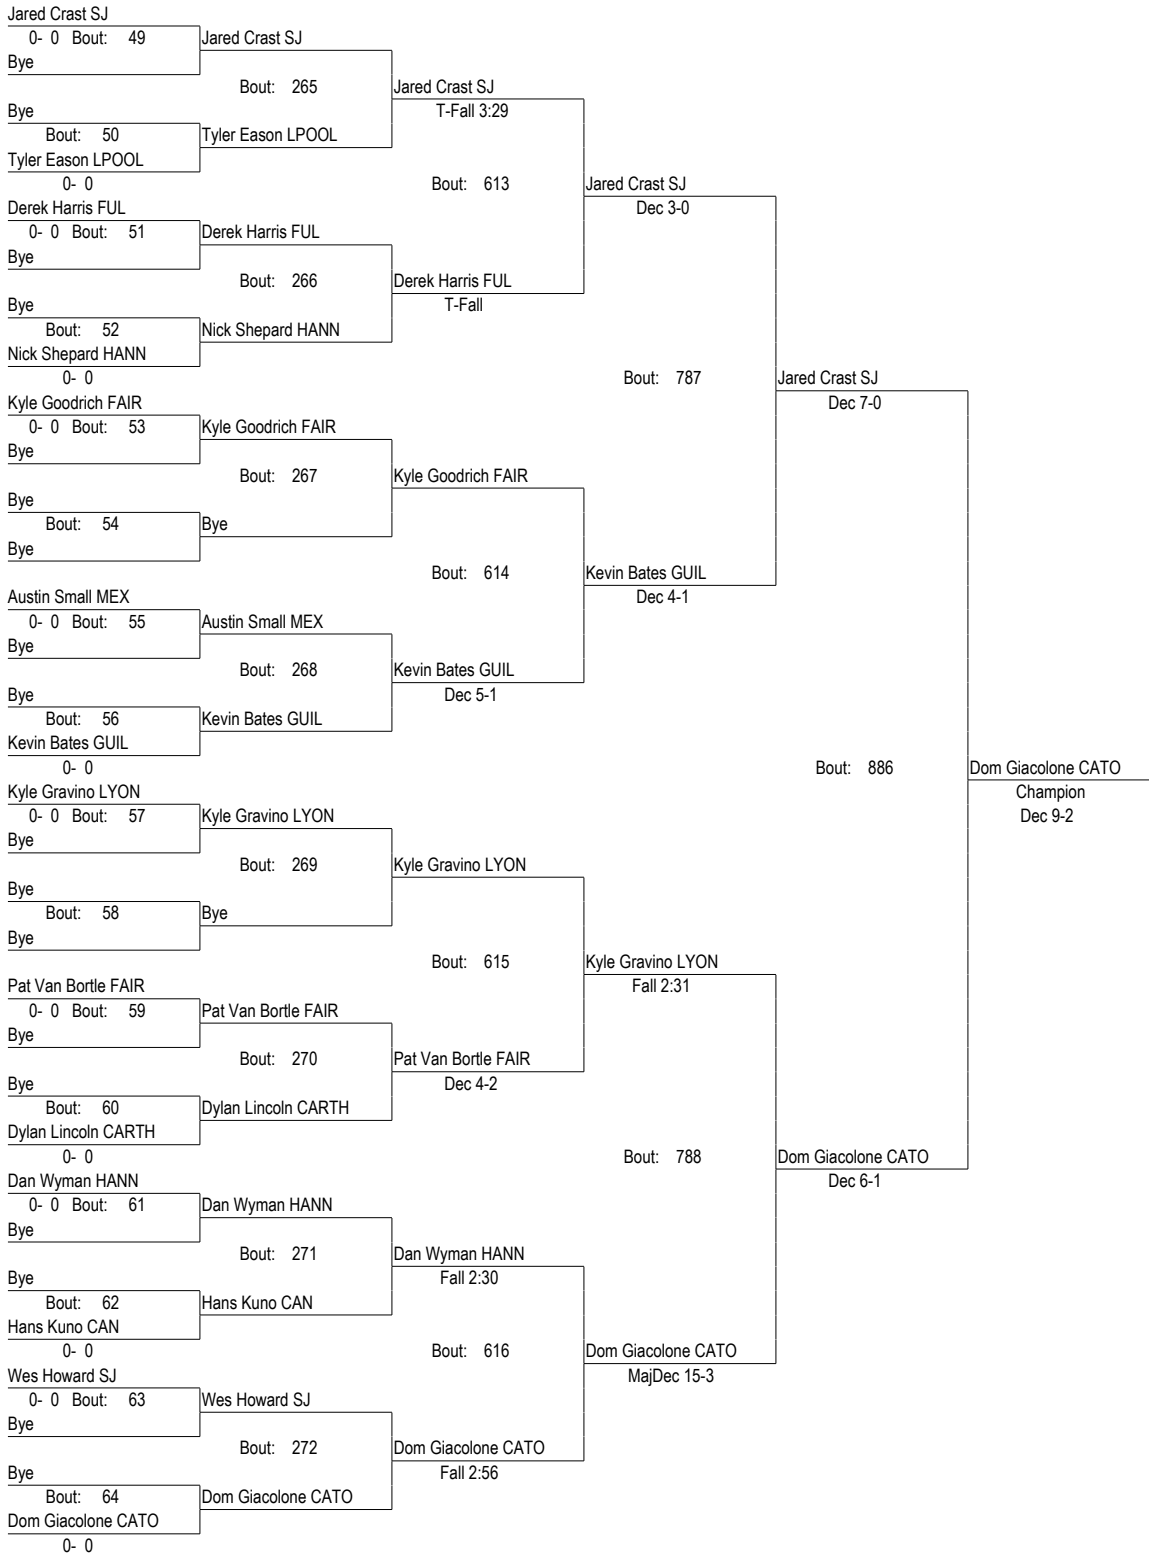 Jared Crast SJ
0- 0 Bout: 49
Jared Crast SJ
Bye
Bout: 265
Jared Crast SJ
Bye
T-Fall 3:29
Bout: 50
Tyler Eason LPOOL
Tyler Eason LPOOL
0- 0
Bout: 613
Jared Crast SJ
Derek Harris FUL
Dec 3-0
0- 0 Bout: 51
Derek Harris FUL
Bye
Bout: 266
Derek Harris FUL
Bye
T-Fall
Bout: 52
Nick Shepard HANN
Nick Shepard HANN
0- 0
Bout: 787
Jared Crast SJ
Kyle Goodrich FAIR
Dec 7-0
0- 0 Bout: 53
Kyle Goodrich FAIR
Bye
Bout: 267
Kyle Goodrich FAIR
Bye
Bout: 54
Bye
Bye
Bout: 614
Kevin Bates GUIL
Austin Small MEX
Dec 4-1
0- 0 Bout: 55
Austin Small MEX
Bye
Bout: 268
Kevin Bates GUIL
Bye
Dec 5-1
Bout: 56
Kevin Bates GUIL
Kevin Bates GUIL
0- 0
Bout: 886
Dom Giacolone CATO
Kyle Gravino LYON
Champion
0- 0 Bout: 57
Kyle Gravino LYON
Dec 9-2
Bye
Bout: 269
Kyle Gravino LYON
Bye
Bout: 58
Bye
Bye
Bout: 615
Kyle Gravino LYON
Pat Van Bortle FAIR
Fall 2:31
0- 0 Bout: 59
Pat Van Bortle FAIR
Bye
Bout: 270
Pat Van Bortle FAIR
Bye
Dec 4-2
Bout: 60
Dylan Lincoln CARTH
Dylan Lincoln CARTH
0- 0
Bout: 788
Dom Giacolone CATO
Dan Wyman HANN
Dec 6-1
0- 0 Bout: 61
Dan Wyman HANN
Bye
Bout: 271
Dan Wyman HANN
Bye
Fall 2:30
Bout: 62
Hans Kuno CAN
Hans Kuno CAN
0- 0
Bout: 616
Dom Giacolone CATO
Wes Howard SJ
MajDec 15-3
0- 0 Bout: 63
Wes Howard SJ
Bye
Bout: 272
Dom Giacolone CATO
Bye
Fall 2:56
Bout: 64
Dom Giacolone CATO
Dom Giacolone CATO
0- 0